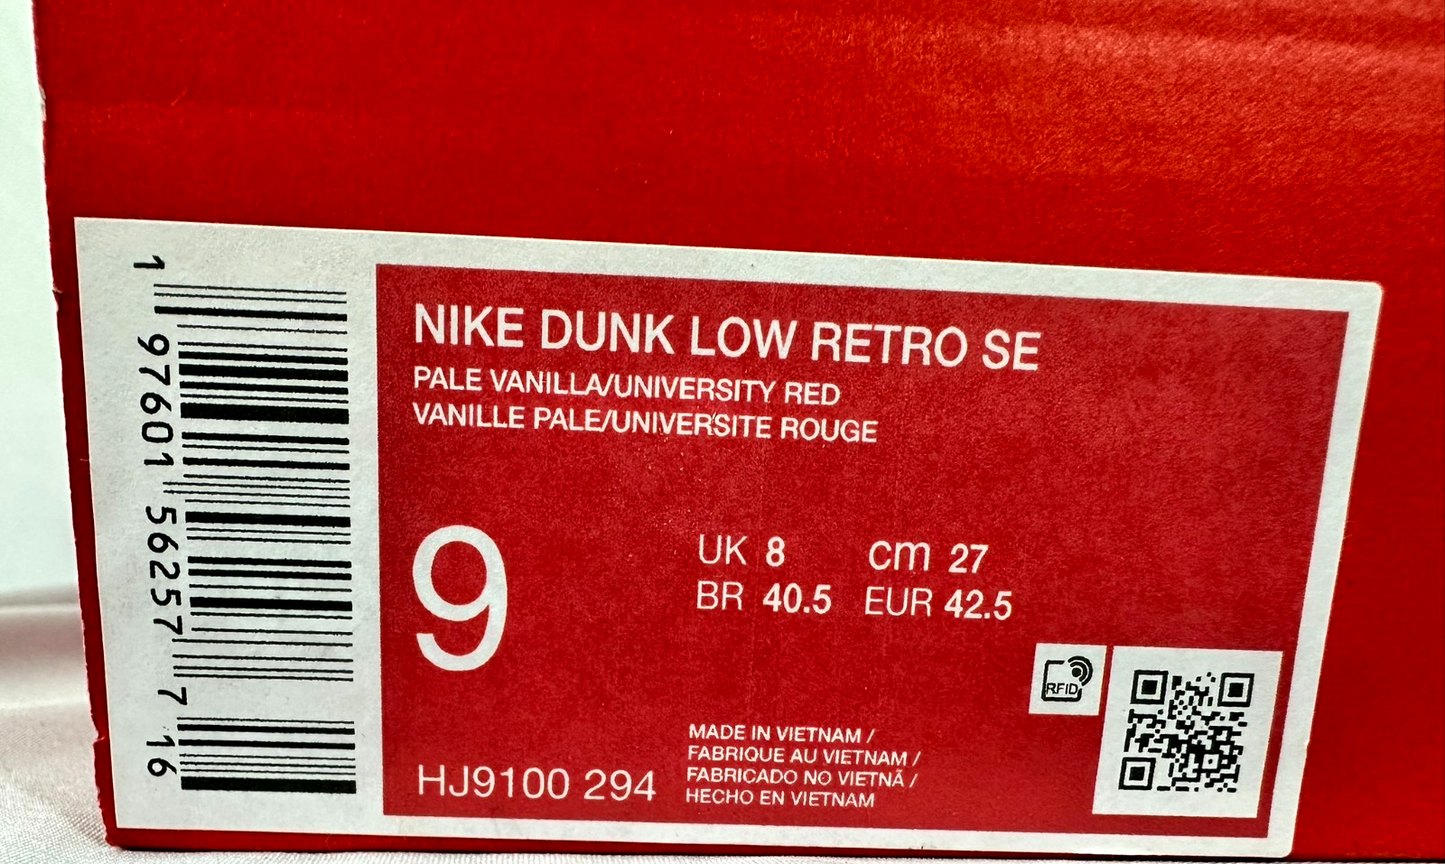 1 97601 56257 7 16
NIKE DUNK LOW RETRO SE
PALE VANILLA/UNIVERSITY RED
VANILLE PALE/UNIVERSITE ROUGE
9
UK 8 cm 27
BR 40.5 EUR 42.5
RFID
HJ9100 294
MADE IN VIETNAM /
FABRIQUE AU VIETNAM /
FABRICADO NO VIETNÃ /
HECHO EN VIETNAM